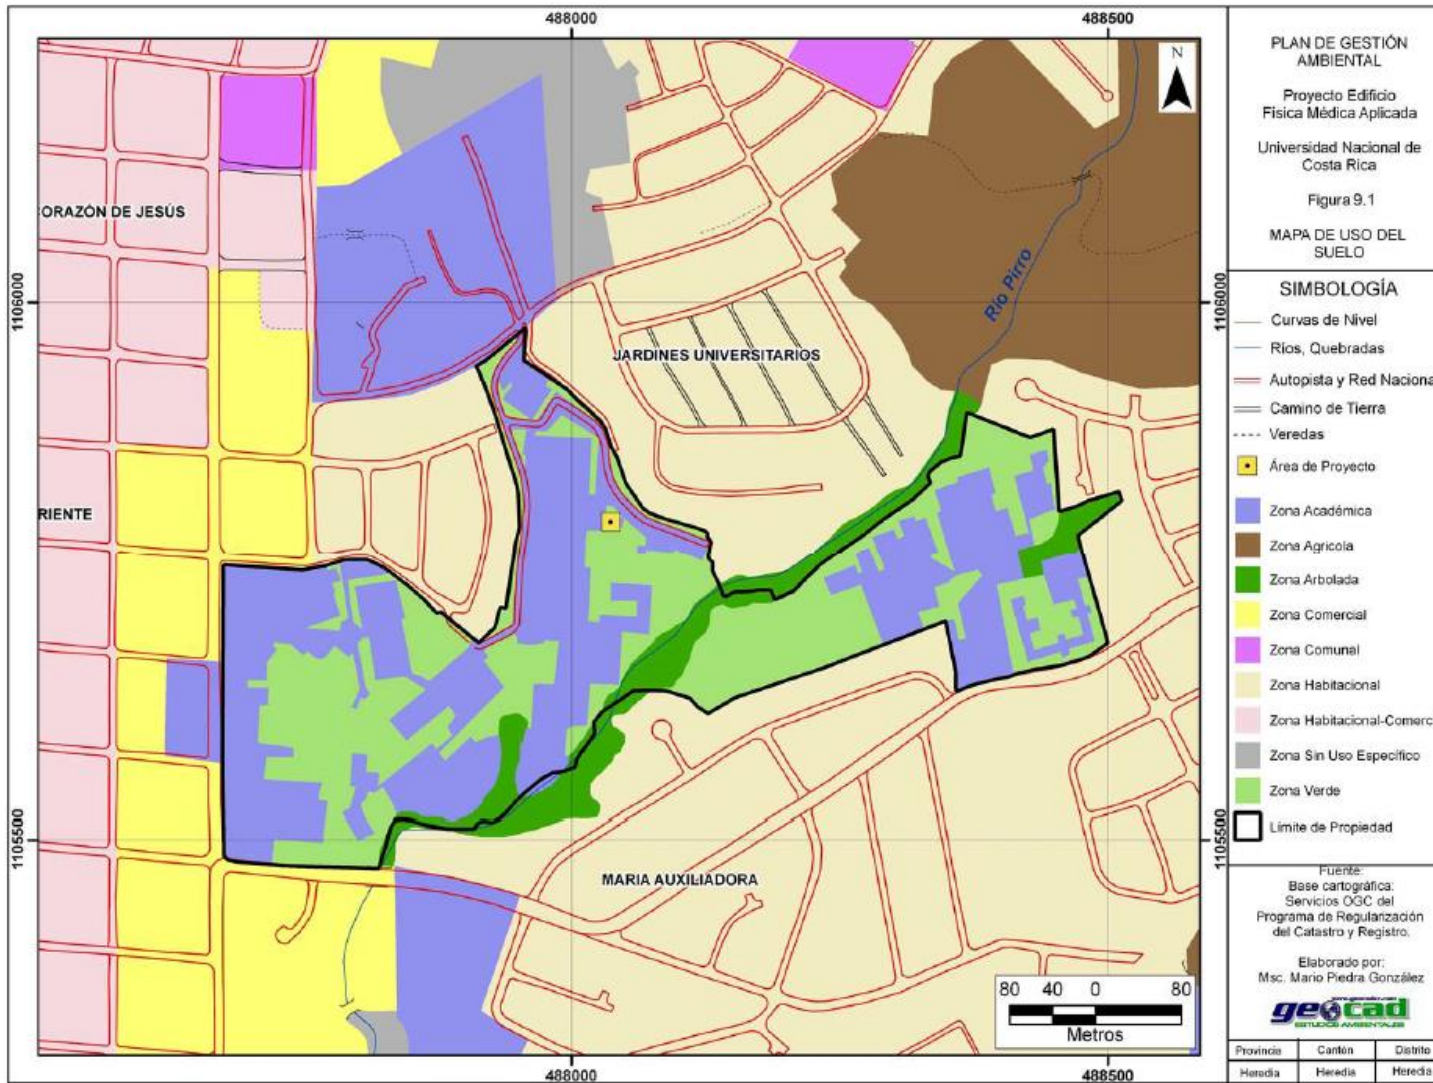 488000
488500
PLAN DE GESTIÓN
AMBIENTAL
Proyecto Edificio
Física Médica Aplicada
Universidad Nacional de
Costa Rica
Figura 9.1
MAPA DE USO DEL
SUELO
N
ORAZÓN DE JESÚS
Río Pirro
1106000
1106000
JARDINES UNIVERSITARIOS
RIENTE
SIMBOLOGÍA
Curvas de Nivel
Ríos, Quebradas
Autopista y Red Naciona
Camino de Tierra
Veredas
Área de Proyecto
Zona Académica
Zona Agricola
Zona Arbolada
Zona Comercial
Zona Comunal
Zona Habitacional
Zona Habitacional-Comerc
Zona Sin Uso Específico
Zona Verde
Límite de Propiedad
1105500
1105500
MARIA AUXILIADORA
80 40 0 80
Metros
Fuente:
Base cartográfica:
Servicios OGC del
Programa de Regularización
del Catastro y Registro.
Elaborado por:
Msc. Mario Piedra González
geocad
ESTUDIOS AMBIENTALES
Provincia Cantón Distrito
Heredia Heredia Heredia
488000
488500